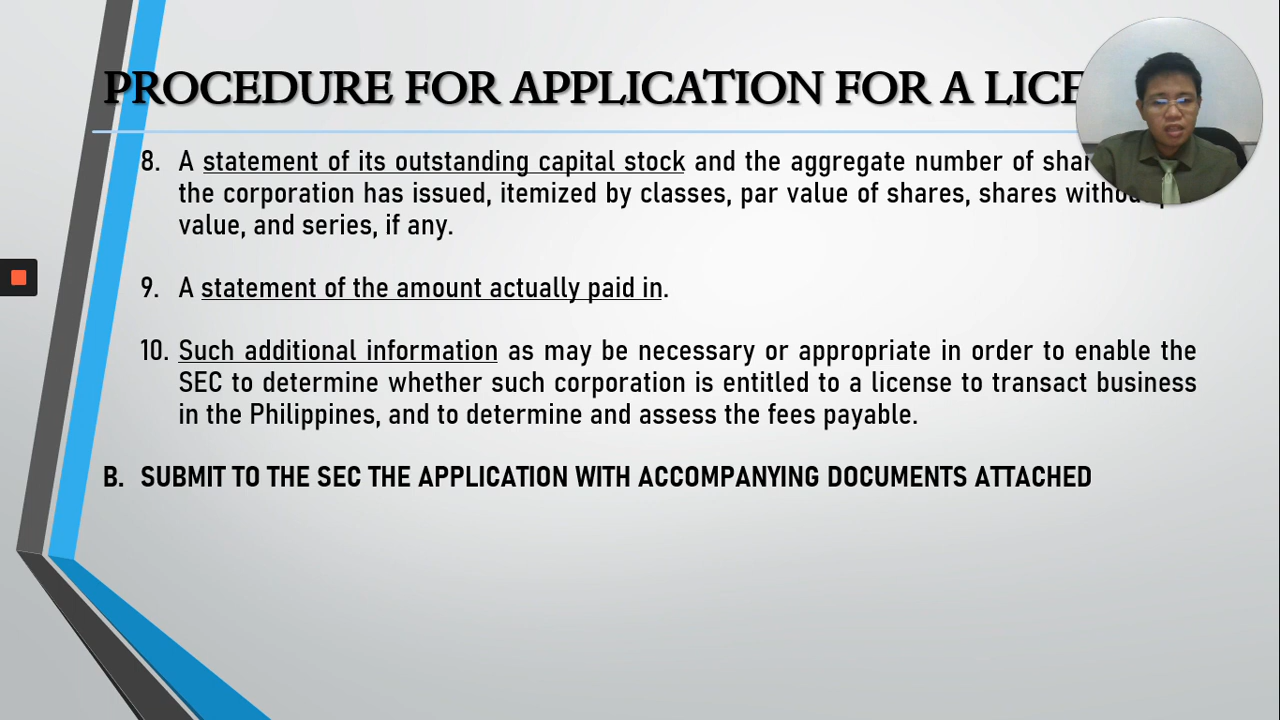 PROCEDURE FOR APPLICATION FOR A
8. A statement of its outstanding capital stock and the aggregate number of
the corporation has issued, itemized by classes, par value of shares, shares
value, and series, if any.
9. A statement of the amount actually paid in.
10. Such additional information as may be necessary or appropriate in order to enable the
SEC to determine whether such corporation is entitled to a license to transact business
in the Philippines, and to determine and assess the fees payable.
B. SUBMIT TO THE SEC THE APPLICATION WITH ACCOMPANYING DOCUMENTS ATTACHED